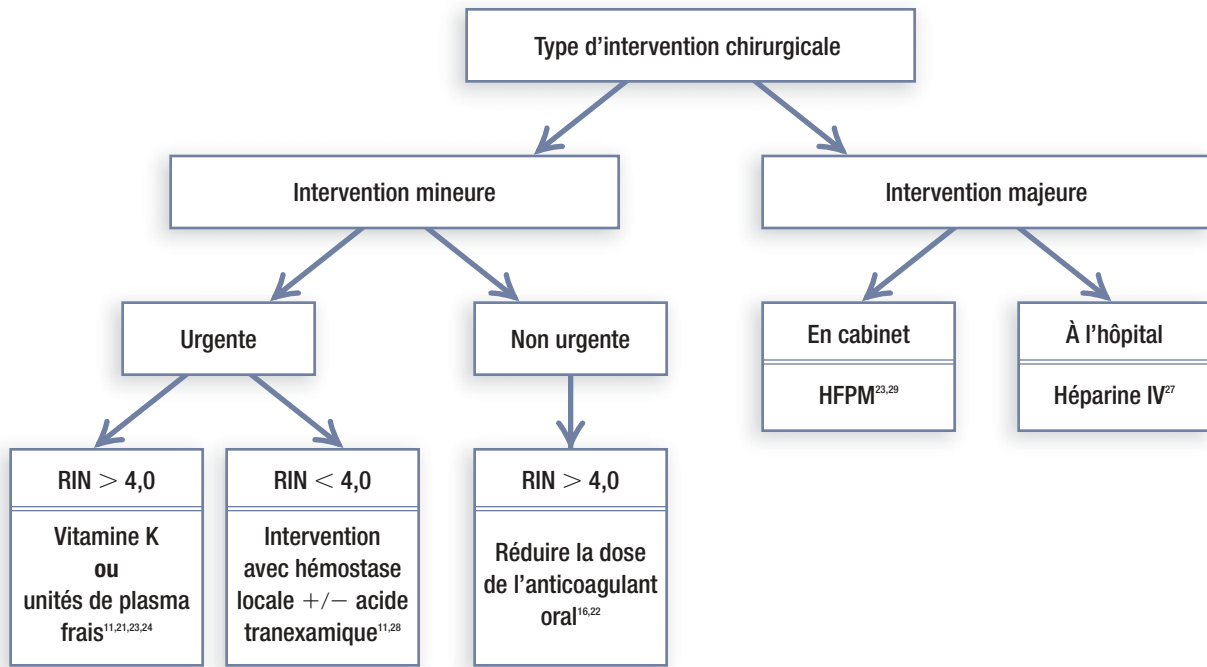 Type d'intervention chirurgicale
Intervention mineure
Intervention majeure
Urgente
Non urgente
En cabinet
HFPM23,29
À l'hôpital
Héparine IV27
RIN > 4,0
Vitamine K
ou
unités de plasma
frais11,21,23,24
RIN < 4,0
Intervention
avec hémostase
locale +/− acide
tranexamique11,28
RIN > 4,0
Réduire la dose
de l'anticoagulant
oral16,22